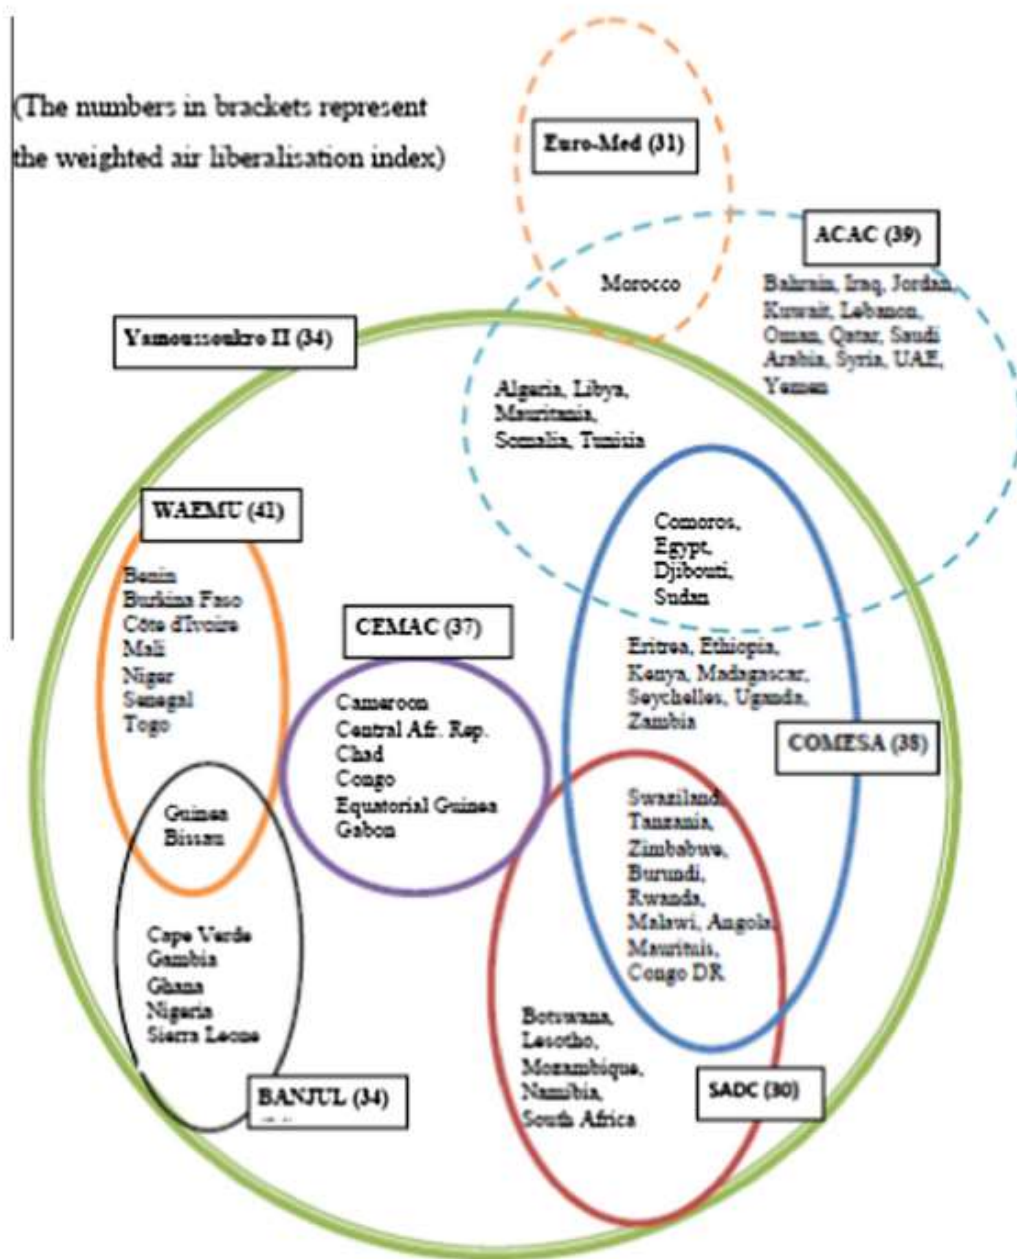 (The numbers in brackets represent
the weighted air liberalisation index)
Euro-Med (31)
ACAC (39)
Morocco
Bahrain, Iraq, Jordan,
Kuwait, Lebanon,
Oman, Qatar, Saudi
Arabia, Syria, UAE,
Yemen
Yamoussoukro II (34)
Algeria, Libya,
Mauritania,
Somalia, Tunisia
WAEMU (41)
Benin
Burkina Faso
Côte d'Ivoire
Mali
Niger
Senegal
Togo
Comoros,
Egypt,
Djibouti,
Sudan
CEMAC (37)
Eritrea, Ethiopia,
Kenya, Madagascar,
Seychelles, Uganda,
Zambia
COMESA (38)
Cameroon
Central Afr. Rep.
Chad
Congo
Equatorial Guinea
Gabon
Guinea
Bissau
Swaziland,
Tanzania,
Zimbabwe,
Burundi,
Rwanda,
Malawi, Angola,
Maurituis,
Congo DR
Cape Verde
Gambia
Ghana
Nigeria
Sierra Leone
Botswana,
Lesotho,
Mozambique,
Namibia,
South Africa
BANJUL (34)
SADC (30)